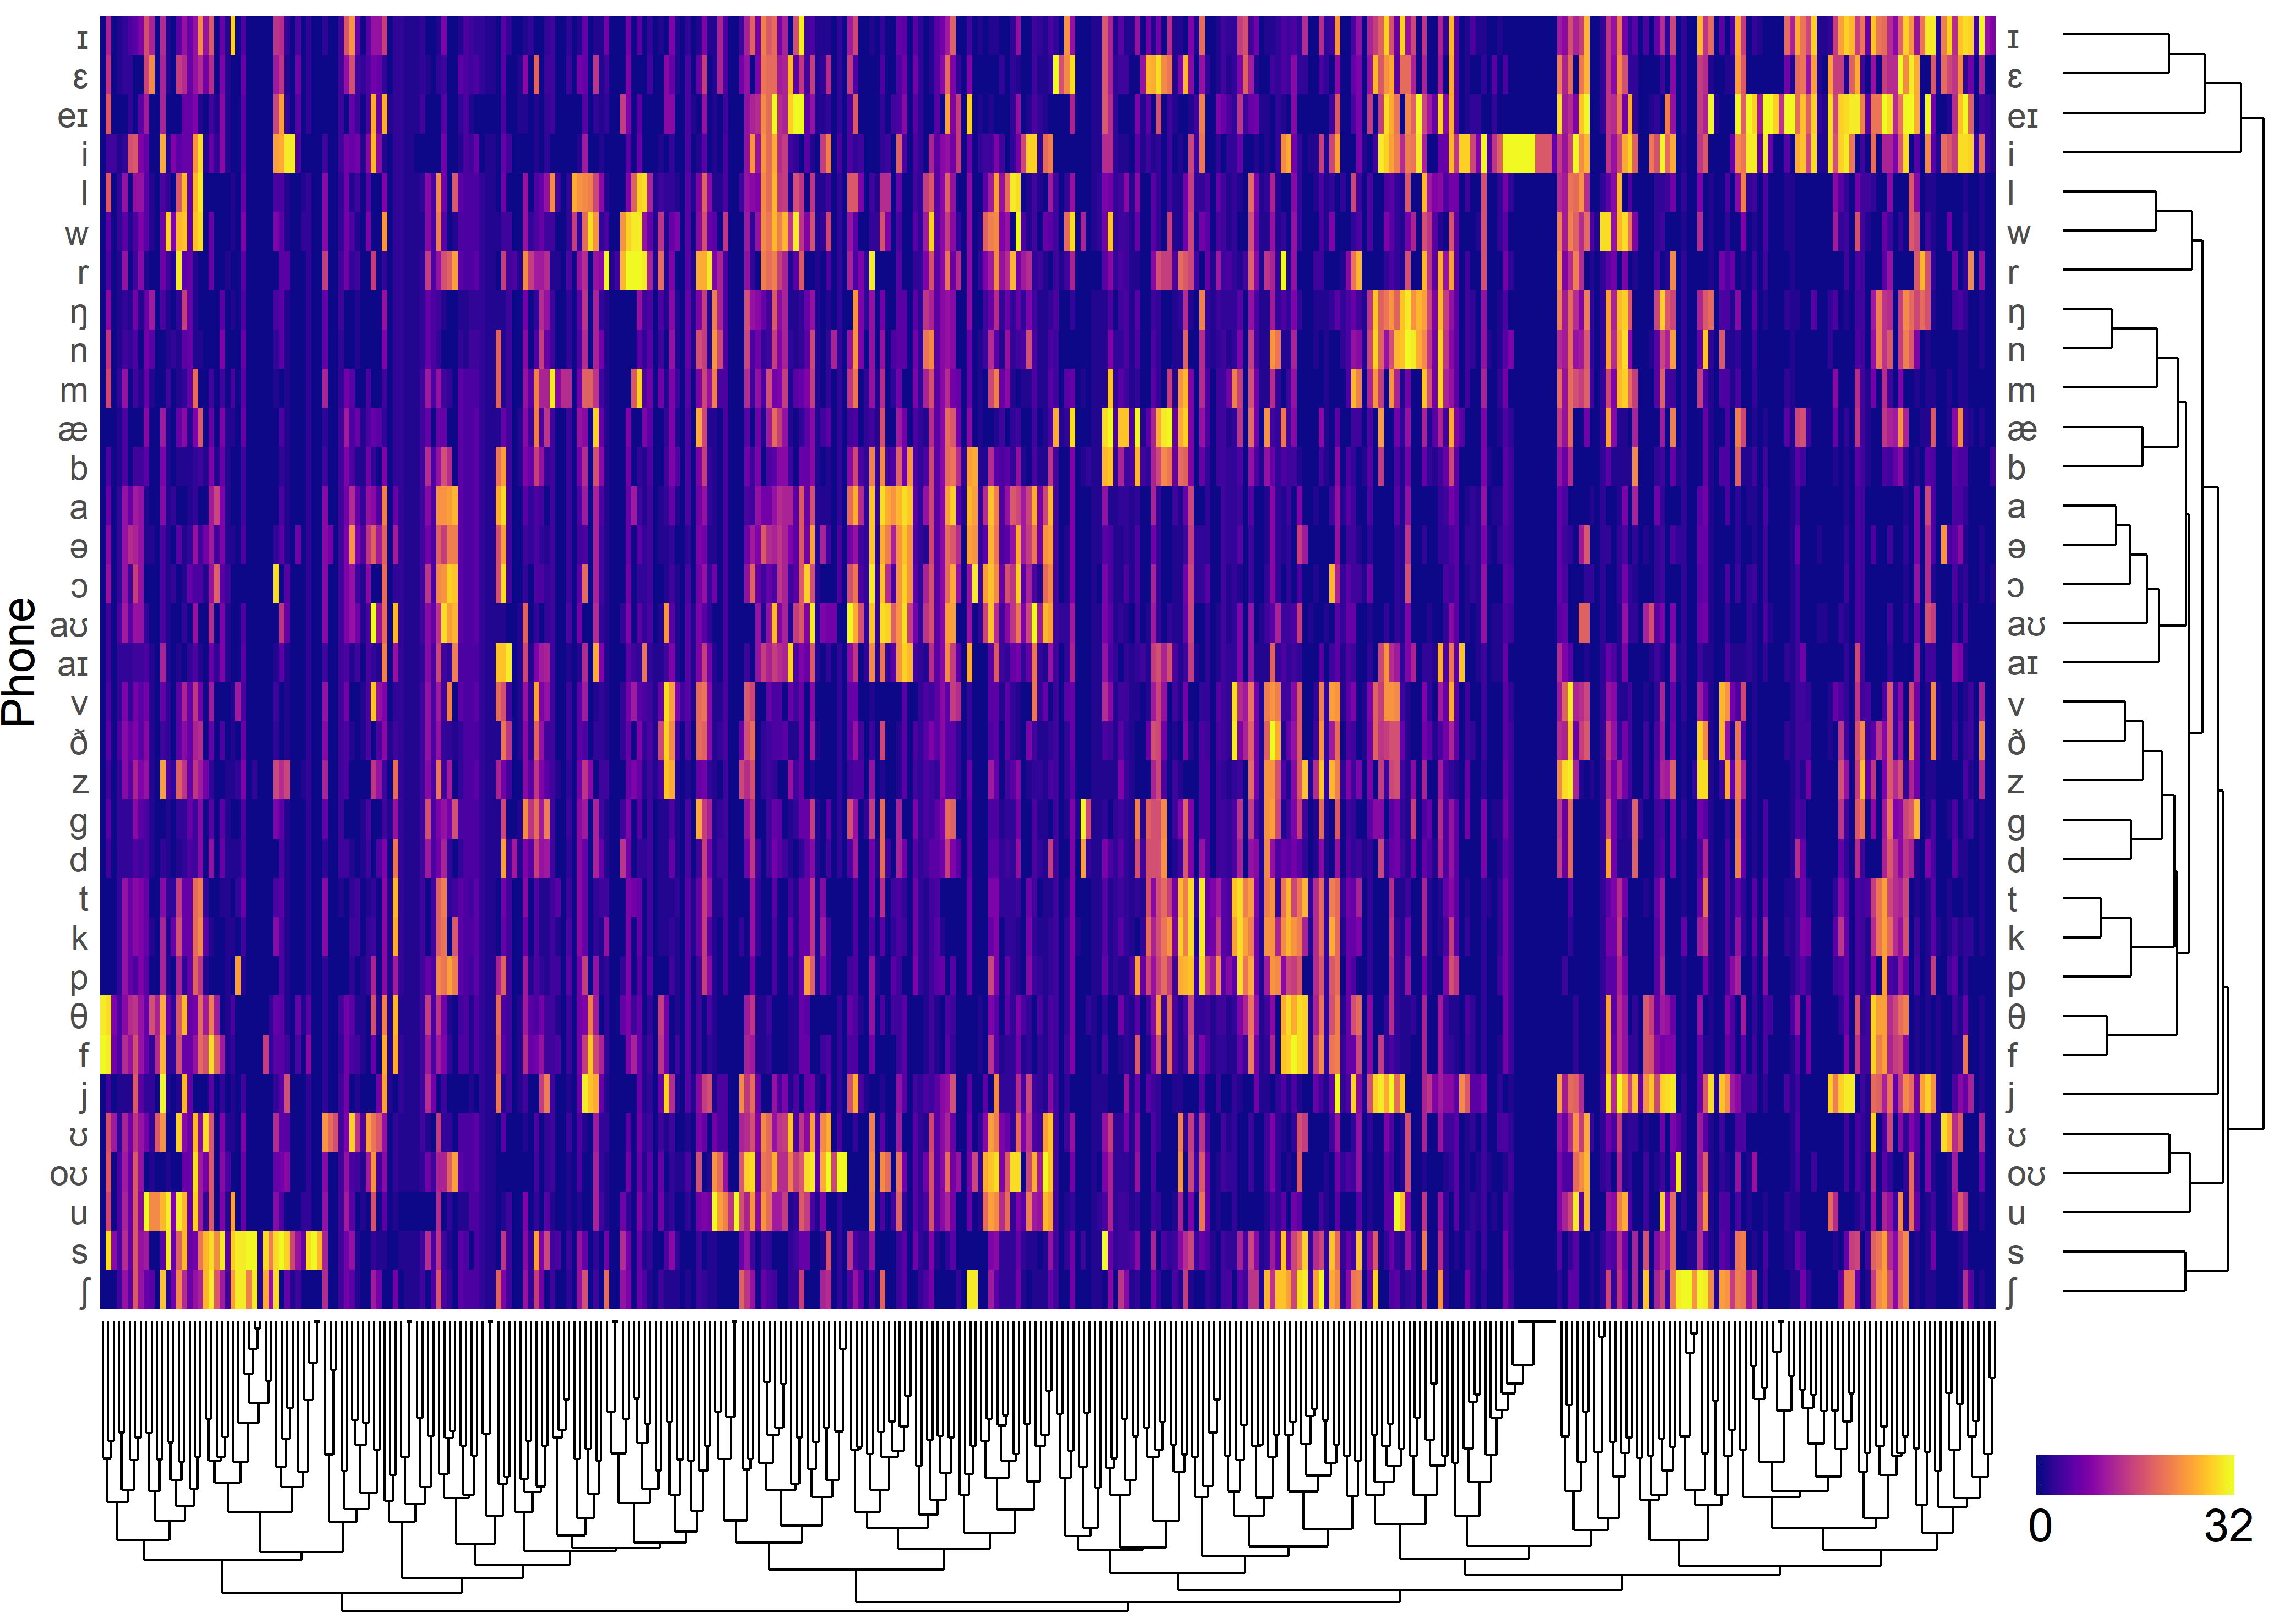 Phone
ɪ ɪ
ɛ ɛ
eɪ eɪ
i i
l l
w w
r r
ŋ ŋ
n n
m m
æ æ
b b
a a
ə ə
ɔ ɔ
aʊ aʊ
aɪ aɪ
v v
ð ð
z z
g g
d d
t t
k k
p p
θ θ
f f
j j
ʊ ʊ
oʊ oʊ
u u
s s
ʃ ʃ
0 32